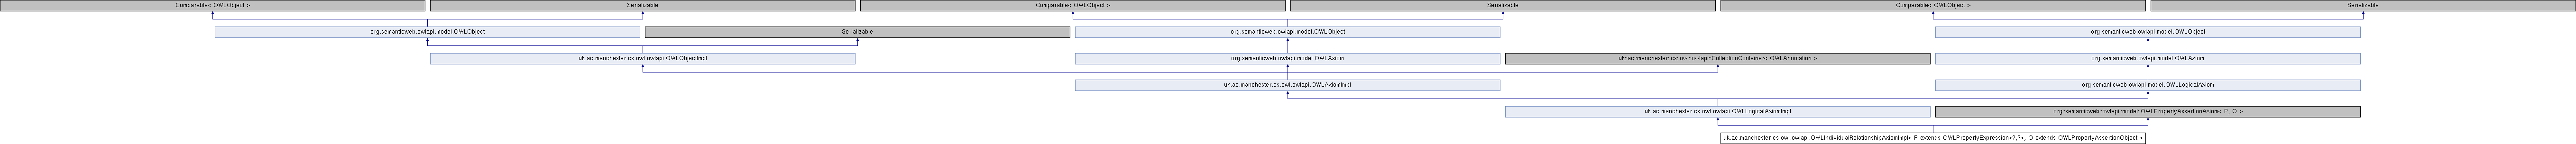 Comparable< OWLObject >
Serializable
Comparable< OWLObject >
Serializable
Comparable< OWLObject >
Serializable
org.semanticweb.owlapi.model.OWLObject
Serializable
org.semanticweb.owlapi.model.OWLObject
org.semanticweb.owlapi.model.OWLObject
uk.ac.manchester.cs.owl.owlapi.OWLObjectImpl
org.semanticweb.owlapi.model.OWLAxiom
uk::ac::manchester::cs::owl::owlapi::CollectionContainer< OWLAnnotation >
org.semanticweb.owlapi.model.OWLAxiom
uk.ac.manchester.cs.owl.owlapi.OWLAxiomImpl
org.semanticweb.owlapi.model.OWLLogicalAxiom
uk.ac.manchester.cs.owl.owlapi.OWLLogicalAxiomImpl
org::semanticweb::owlapi::model::OWLPropertyAssertionAxiom< P, O >
uk.ac.manchester.cs.owl.owlapi.OWLIndividualRelationshipAxiomImpl< P extends OWLPropertyExpression<?,?>, O extends OWLPropertyAssertionObject >